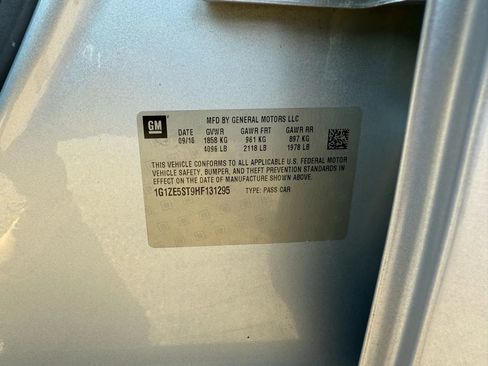 GM
MFD BY GENERAL MOTORS LLC
DATE GVWR GAWR FRT GAWR RR
09/16 1858 KG 961 KG 897 KG
4096 LB 2118 LB 1978 LB
THIS VEHICLE CONFORMS TO ALL APPLICABLE U.S. FEDERAL MOTOR
VEHICLE SAFETY, BUMPER, AND THEFT PREVENTION STANDARDS IN
EFFECT ON THE DATE OF MANUFACTURE SHOWN ABOVE.
1G1ZE5ST9HF131295 TYPE: PASS CAR